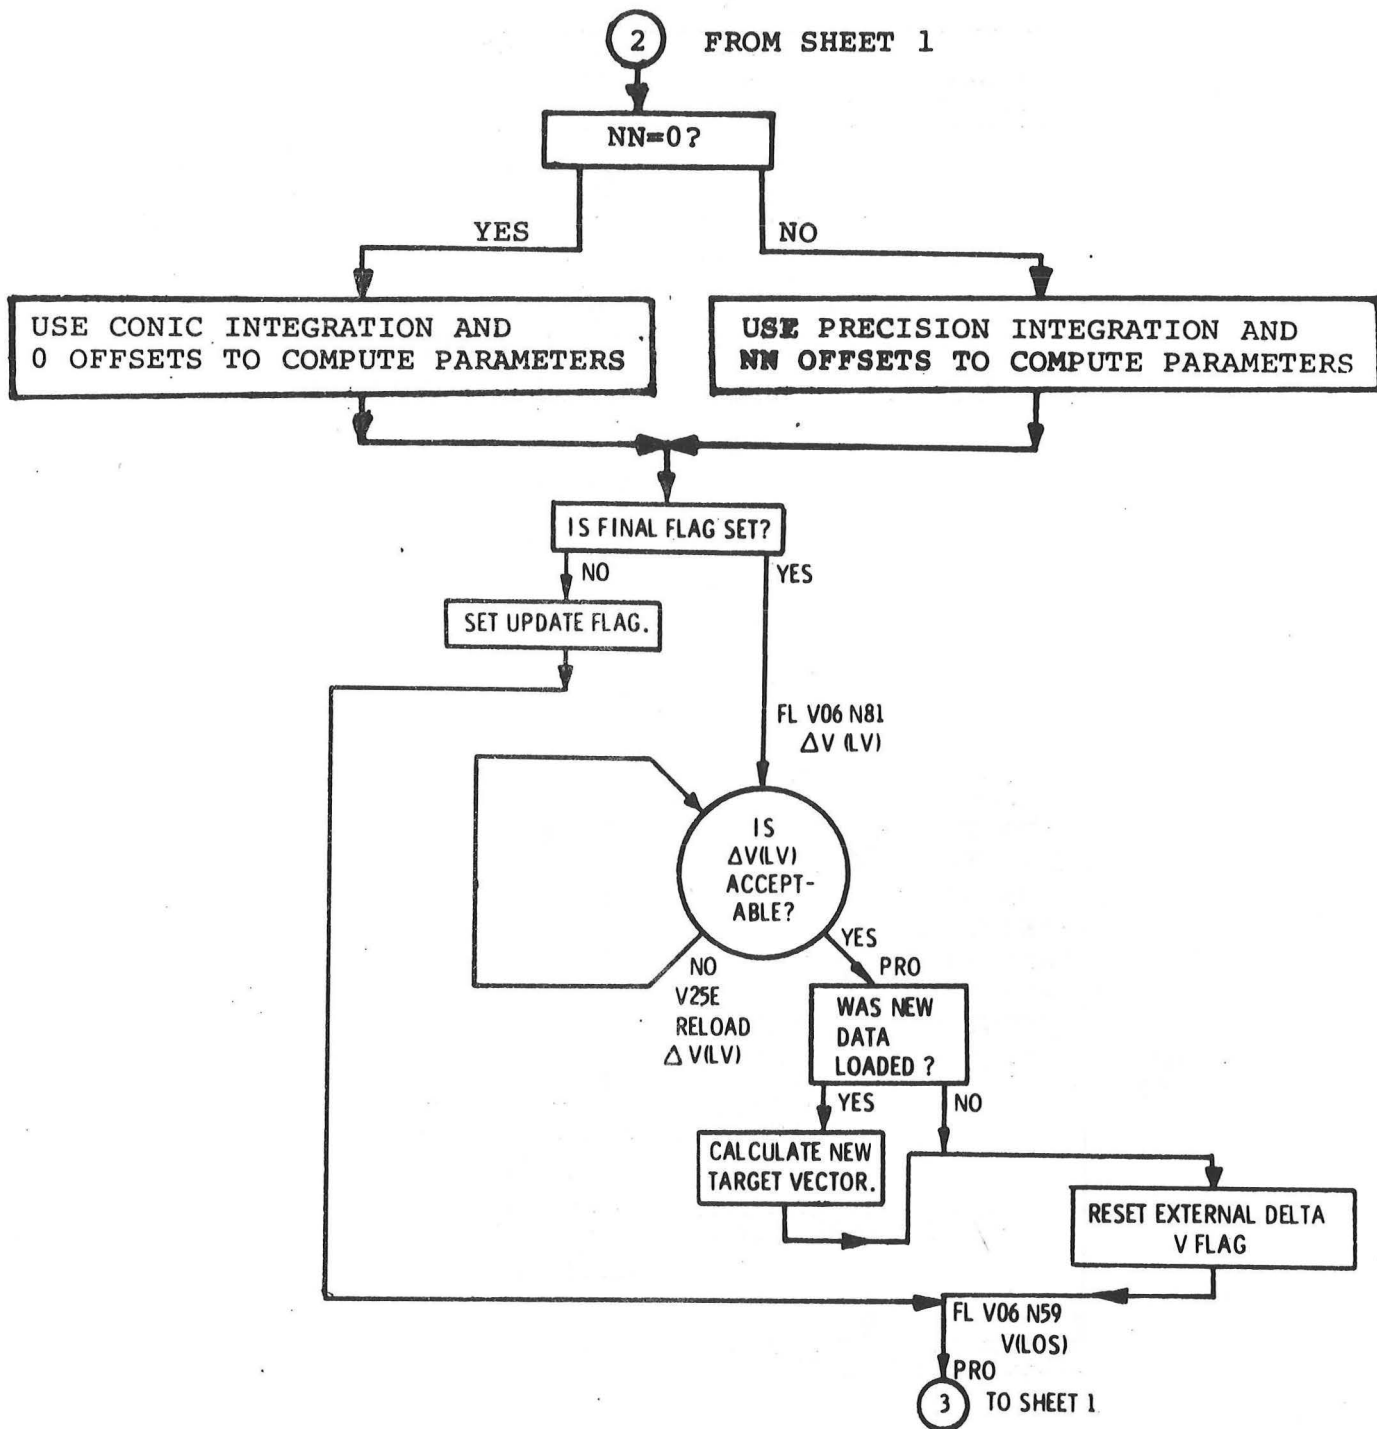 2 FROM SHEET 1
NN=0?
YES
NO
USE CONIC INTEGRATION AND
0 OFFSETS TO COMPUTE PARAMETERS
USE PRECISION INTEGRATION AND
NN OFFSETS TO COMPUTE PARAMETERS
IS FINAL FLAG SET?
NO
YES
SET UPDATE FLAG.
FL V06 N81
ΔV (LV)
IS
ΔV(LV)
ACCEPT-
ABLE?
NO
V25E
RELOAD
Δ V(LV)
YES
PRO
WAS NEW
DATA
LOADED ?
YES
NO
CALCULATE NEW
TARGET VECTOR.
RESET EXTERNAL DELTA
V FLAG
FL V06 N59
V(LOS)
PRO
3 TO SHEET 1